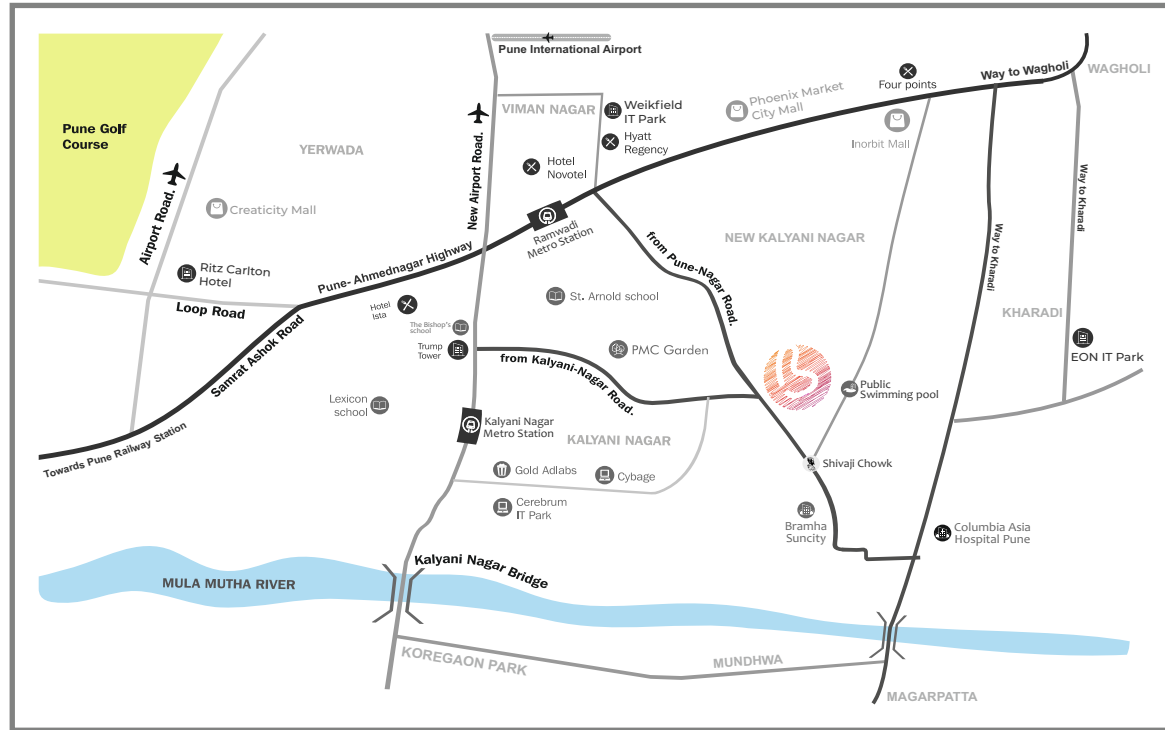 Pune International Airport
Way to Wagholi
WAGHOLI
Four points
Phoenix Market
City Mall
VIMAN NAGAR
Weikfield
IT Park
Inorbit Mall
Hyatt
Regency
Pune Golf
Course
YERWADA
New Airport Road.
Hotel
Novotel
Airport Road.
Creaticity Mall
Ramwadi
Metro Station
from Pune-Nagar Road.
NEW KALYANI NAGAR
Way to Kharadi
Way to Kharadi
Pune- Ahmednagar Highway
Ritz Carlton
Hotel
Loop Road
Hotel
Ista
St. Arnold school
KHARADI
The Bishop's
school
Trump
Tower
PMC Garden
EON IT Park
Samrat Ashok Road
from Kalyani-Nagar Road.
Public
Swimming pool
Lexicon
school
Kalyani Nagar
Metro Station
KALYANI NAGAR
Towards Pune Railway Station
Gold Adlabs
Cybage
Shivaji Chowk
Cerebrum
IT Park
Bramha
Suncity
Columbia Asia
Hospital Pune
Kalyani Nagar Bridge
MULA MUTHA RIVER
KOREGAON PARK
MUNDHWA
MAGARPATTA